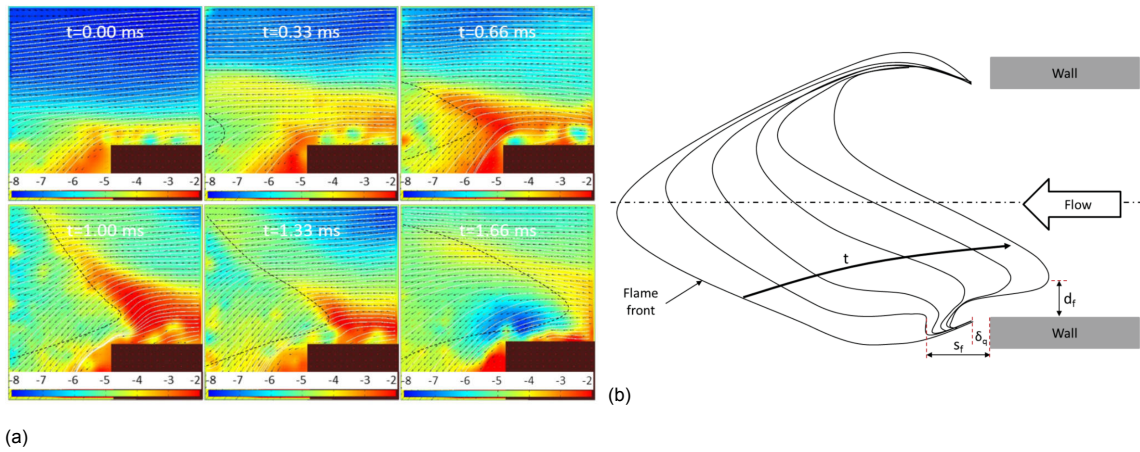 t=0.00 ms
t=0.33 ms
t=0.66 ms
-8 -7 -6 -5 -4 -3 -2
-8 -7 -6 -5 -4 -3 -2
-8 -7 -6 -5 -4 -3 -2
t=1.00 ms
t=1.33 ms
t=1.66 ms
-8 -7 -6 -5 -4 -3 -2
-8 -7 -6 -5 -4 -3 -2
-8 -7 -6 -5 -4 -3 -2
(a)
Wall
Flow
t
Flame
front
d_f
Wall
δ_q
s_f
(b)